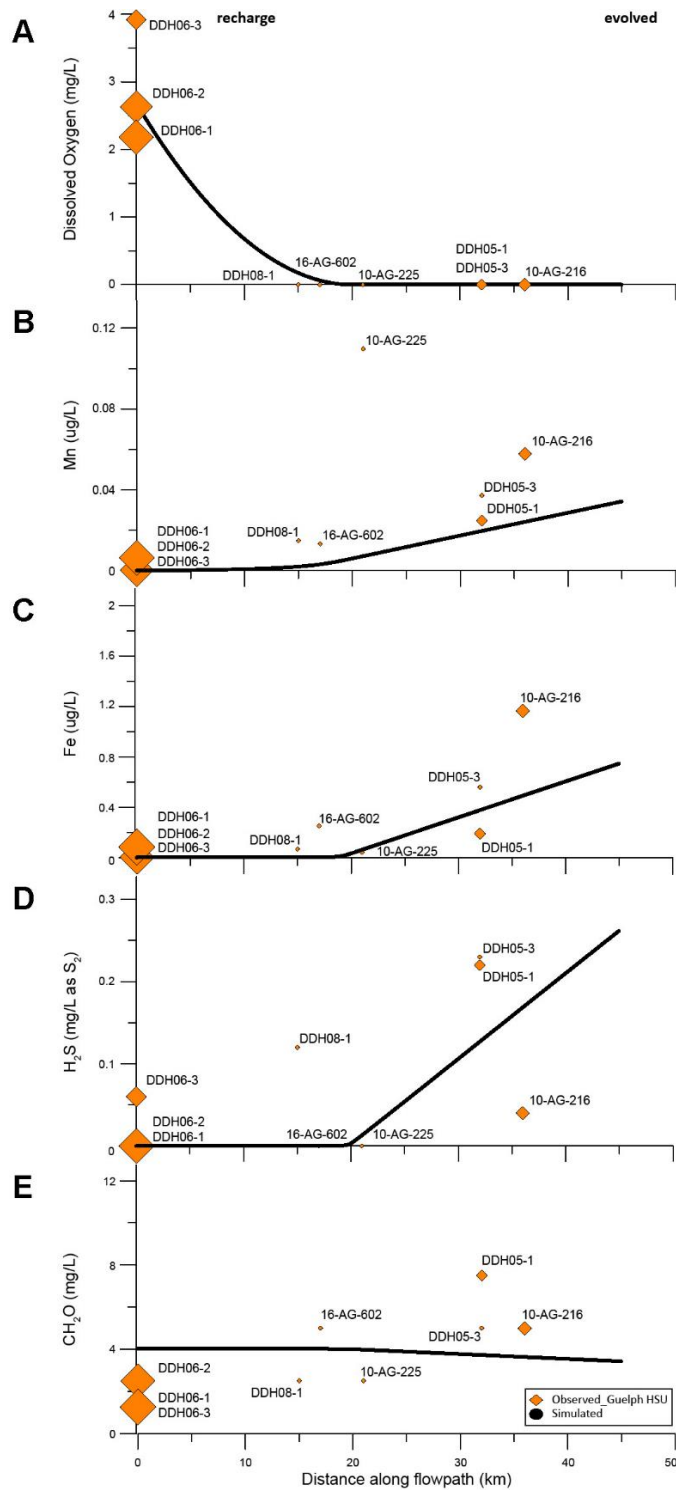 A
recharge
evolved
Dissolved Oxygen (mg/L)
4
3
2
1
0
DDH06-3
DDH06-2
DDH06-1
DDH05-1
16-AG-602
DDH05-3
10-AG-216
DDH08-1
10-AG-225
B
Mn (ug/L)
0.12
0.08
0.04
0
10-AG-225
10-AG-216
DDH05-3
DDH05-1
DDH06-1
DDH06-2
DDH06-3
DDH08-1
16-AG-602
C
Fe (ug/L)
2
1.6
1.2
0.8
0.4
0
10-AG-216
DDH05-3
DDH06-1
DDH06-2
DDH06-3
16-AG-602
DDH08-1
10-AG-225
DDH05-1
D
H2S (mg/L as S2)
0.3
0.2
0.1
0
DDH05-3
DDH05-1
DDH08-1
DDH06-3
10-AG-216
DDH06-2
DDH06-1
16-AG-602
10-AG-225
E
CH2O (mg/L)
12
8
4
0
DDH05-1
16-AG-602
10-AG-216
DDH05-3
DDH06-2
10-AG-225
DDH08-1
DDH06-1
DDH06-3
Observed_Guelph HSU
Simulated
0
10
20
30
40
50
Distance along flowpath (km)